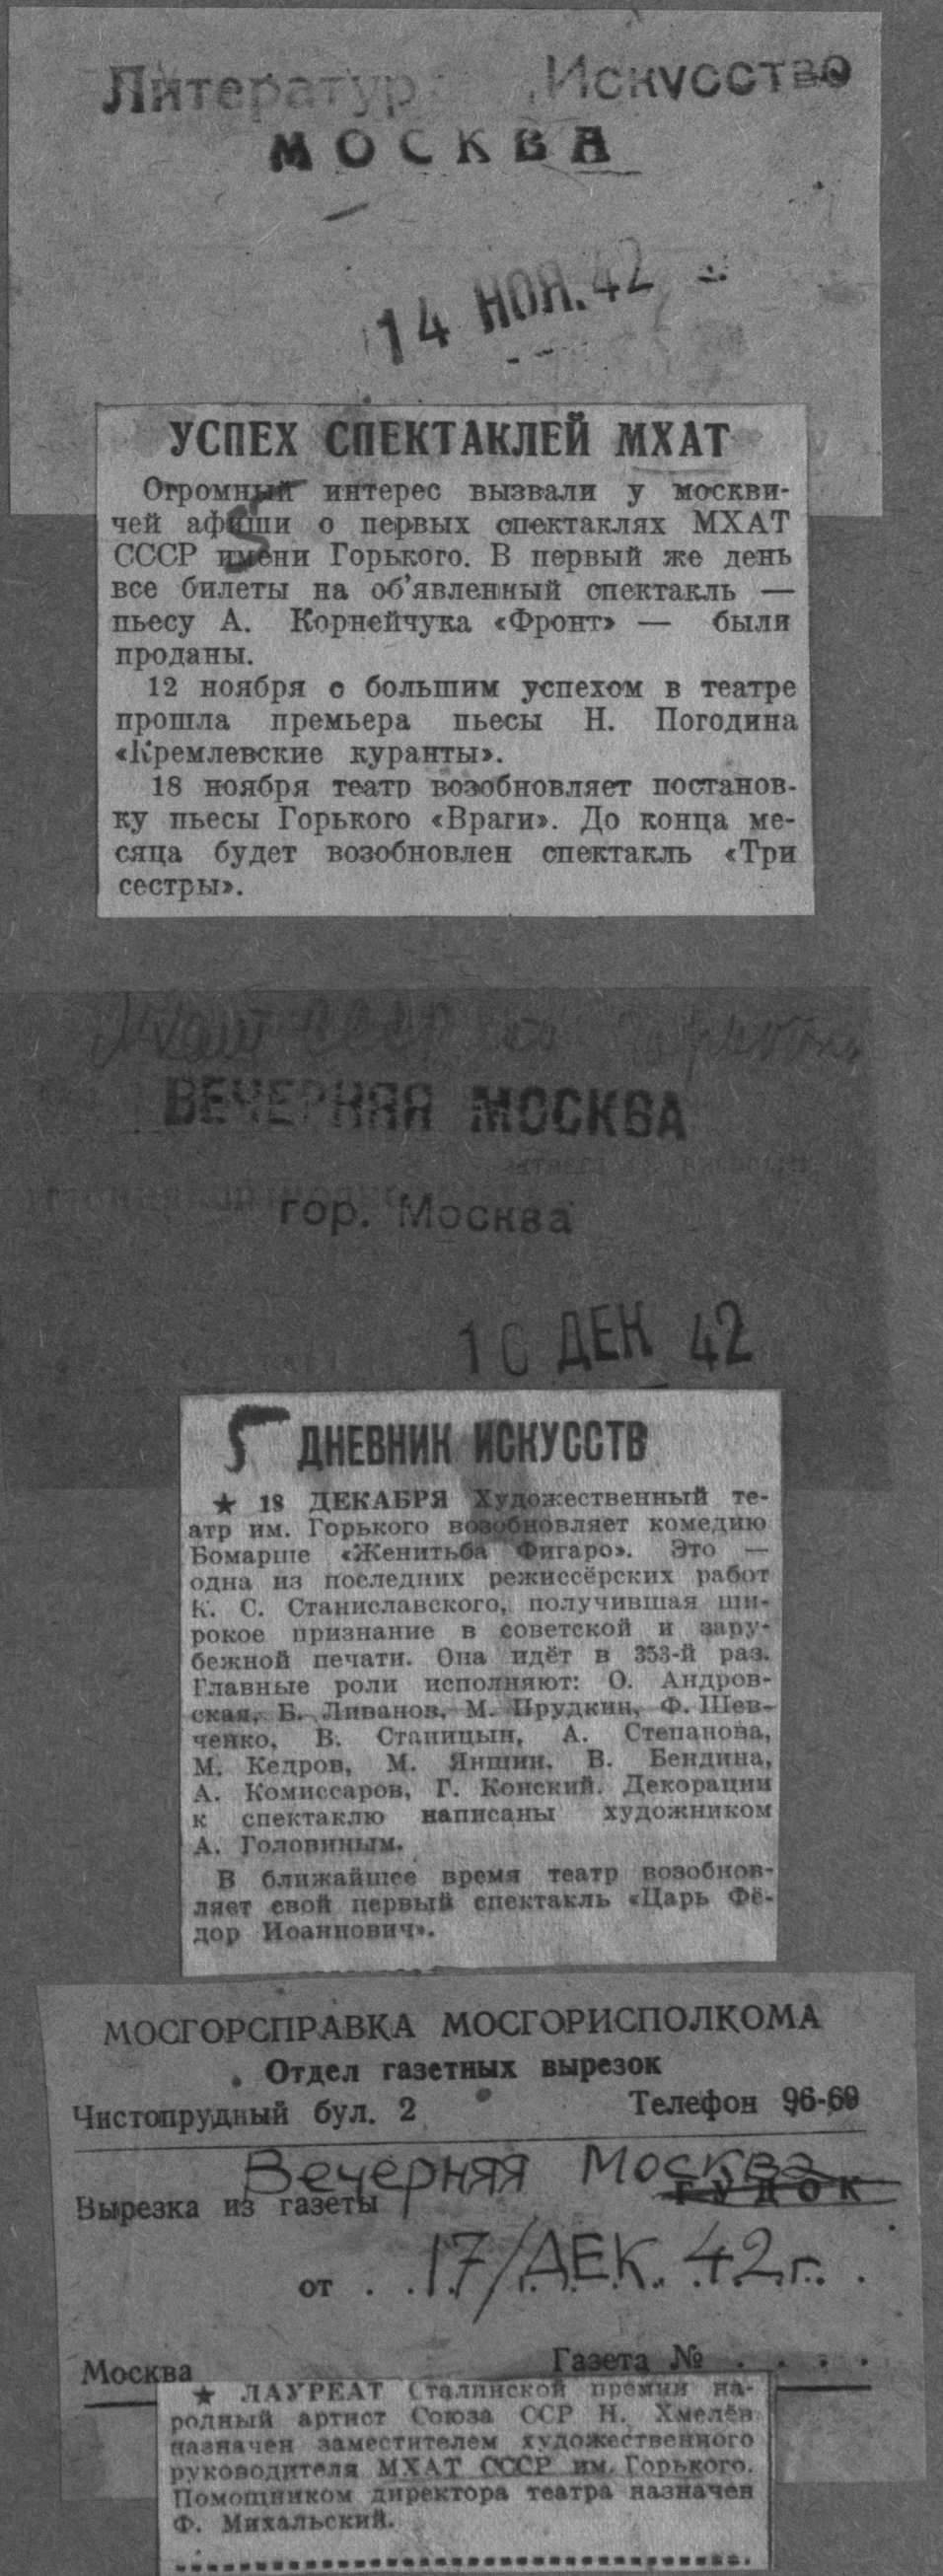 Литератур Искусство
МОСКВА
14 НОЯ. 42
УСПЕХ СПЕКТАКЛЕЙ МХАТ
5
Огромный интерес вызвали у москви-
чей афиши о первых спектаклях МХАТ
СССР имени Горького. В первый же день
все билеты на об'явленный спектакль —
пьесу А. Корнейчука «Фронт» — были
проданы.
12 ноября с большим успехом в театре
прошла премьера пьесы Н. Погодина
«Кремлевские куранты».
18 ноября театр возобновляет постанов-
ку пьесы Горького «Враги». До конца ме-
сяца будет возобновлен спектакль «Три
сестры».
Мхат СССР им Горького
ВЕЧЕРНЯЯ МОСКВА
гор. Москва
ДЕК 42
5 ДНЕВНИК ИСКУССТВ
★ 18 ДЕКАБРЯ Художественный те-
атр им. Горького возобновляет комедию
Бомарше «Женитьба Фигаро». Это —
одна из последних режиссёрских работ
К. С. Станиславского, получившая ши-
рокое признание в советской и зару-
бежной печати. Она идёт в 353-й раз.
Главные роли исполняют: О. Андров-
ская, Б. Ливанов, М. Прудкин, Ф. Шев-
ченко, В. Станицын, А. Степанова,
М. Кедров, М. Яншин, В. Бендина,
А. Комиссаров, Г. Конский. Декорации
к спектаклю написаны художником
А. Головиным.
В ближайшее время театр возобнов-
ляет свой первый спектакль «Царь Фё-
дор Иоаннович».
МОСГОРСПРАВКА МОСГОРИСПОЛКОМА
Отдел газетных вырезок
Чистопрудный бул. 2 Телефон 96-69
Вечерняя Москва
Вырезка из газеты ГУДОК
от 17/ДЕК. 42 г.
Москва Газета № . . . .
★ ЛАУРЕАТ Сталинской премии на-
родный артист Союза ССР Н. Хмелёв
назначен заместителем художественного
руководителя МХАТ СССР им. Горького.
Помощником директора театра назначен
Ф. Михальский.